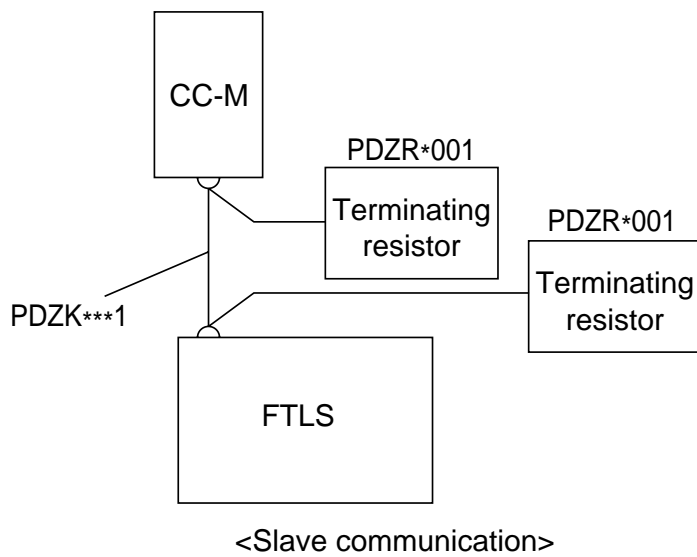 CC-M
PDZR*001
Terminating
resistor
PDZR*001
Terminating
resistor
PDZK***1
FTLS
<Slave communication>